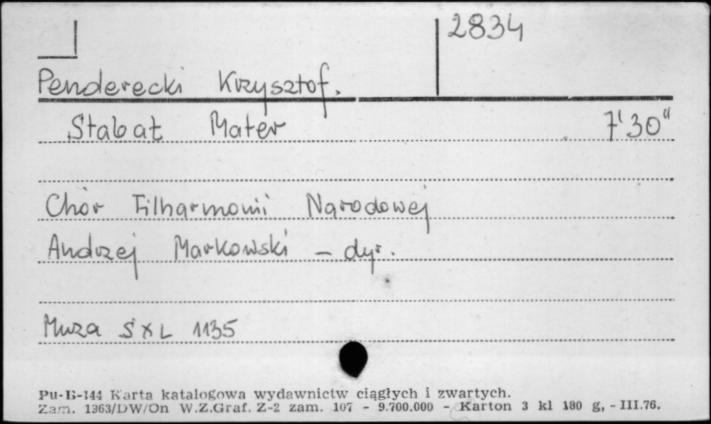 2834
Penderecki Krzysztof.
Stabat Mater 7'30"
Chór Filharmonii Narodowej
Andrzej Markowski – dyr.
Muza SXL 1135
Pu-B-144 Karta katalogowa wydawnictw ciągłych i zwartych.
Zam. 1363/DW/On W.Z.Graf. Z-2 zam. 107 - 9.700.000 - Karton 3 kl 180 g, - III.76.